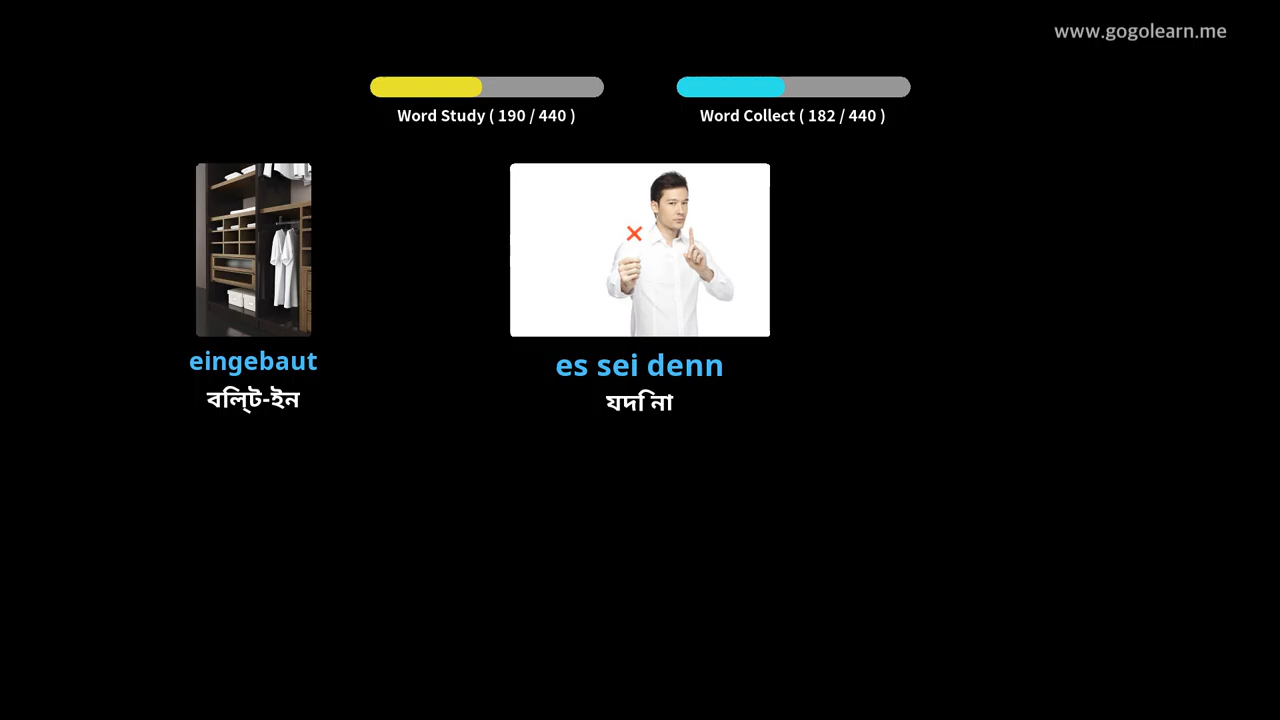 www.gogolearn.me
Word Study ( 190 / 440 )
Word Collect ( 182 / 440 )
eingebaut
বিল্ট-ইন
es sei denn
যদি না